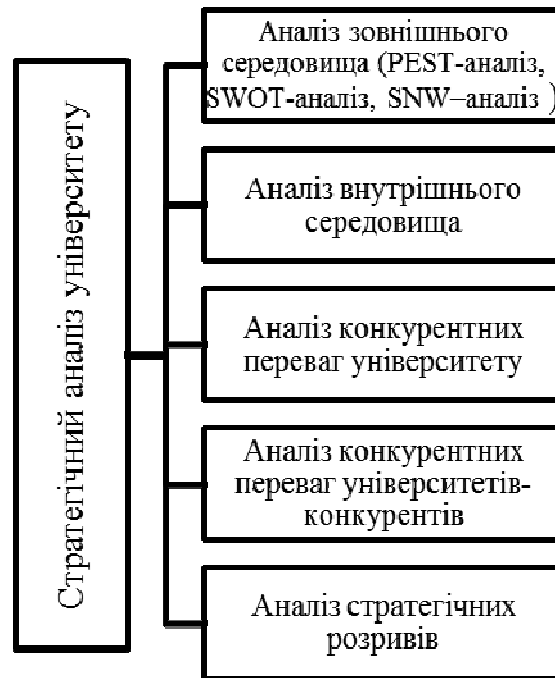 Стратегічний аналіз університету
Аналіз зовнішнього
середовища (PEST-аналіз,
SWOT-аналіз, SNW–аналіз )
Аналіз внутрішнього
середовища
Аналіз конкурентних
переваг університету
Аналіз конкурентних
переваг університетів-
конкурентів
Аналіз стратегічних
розривів